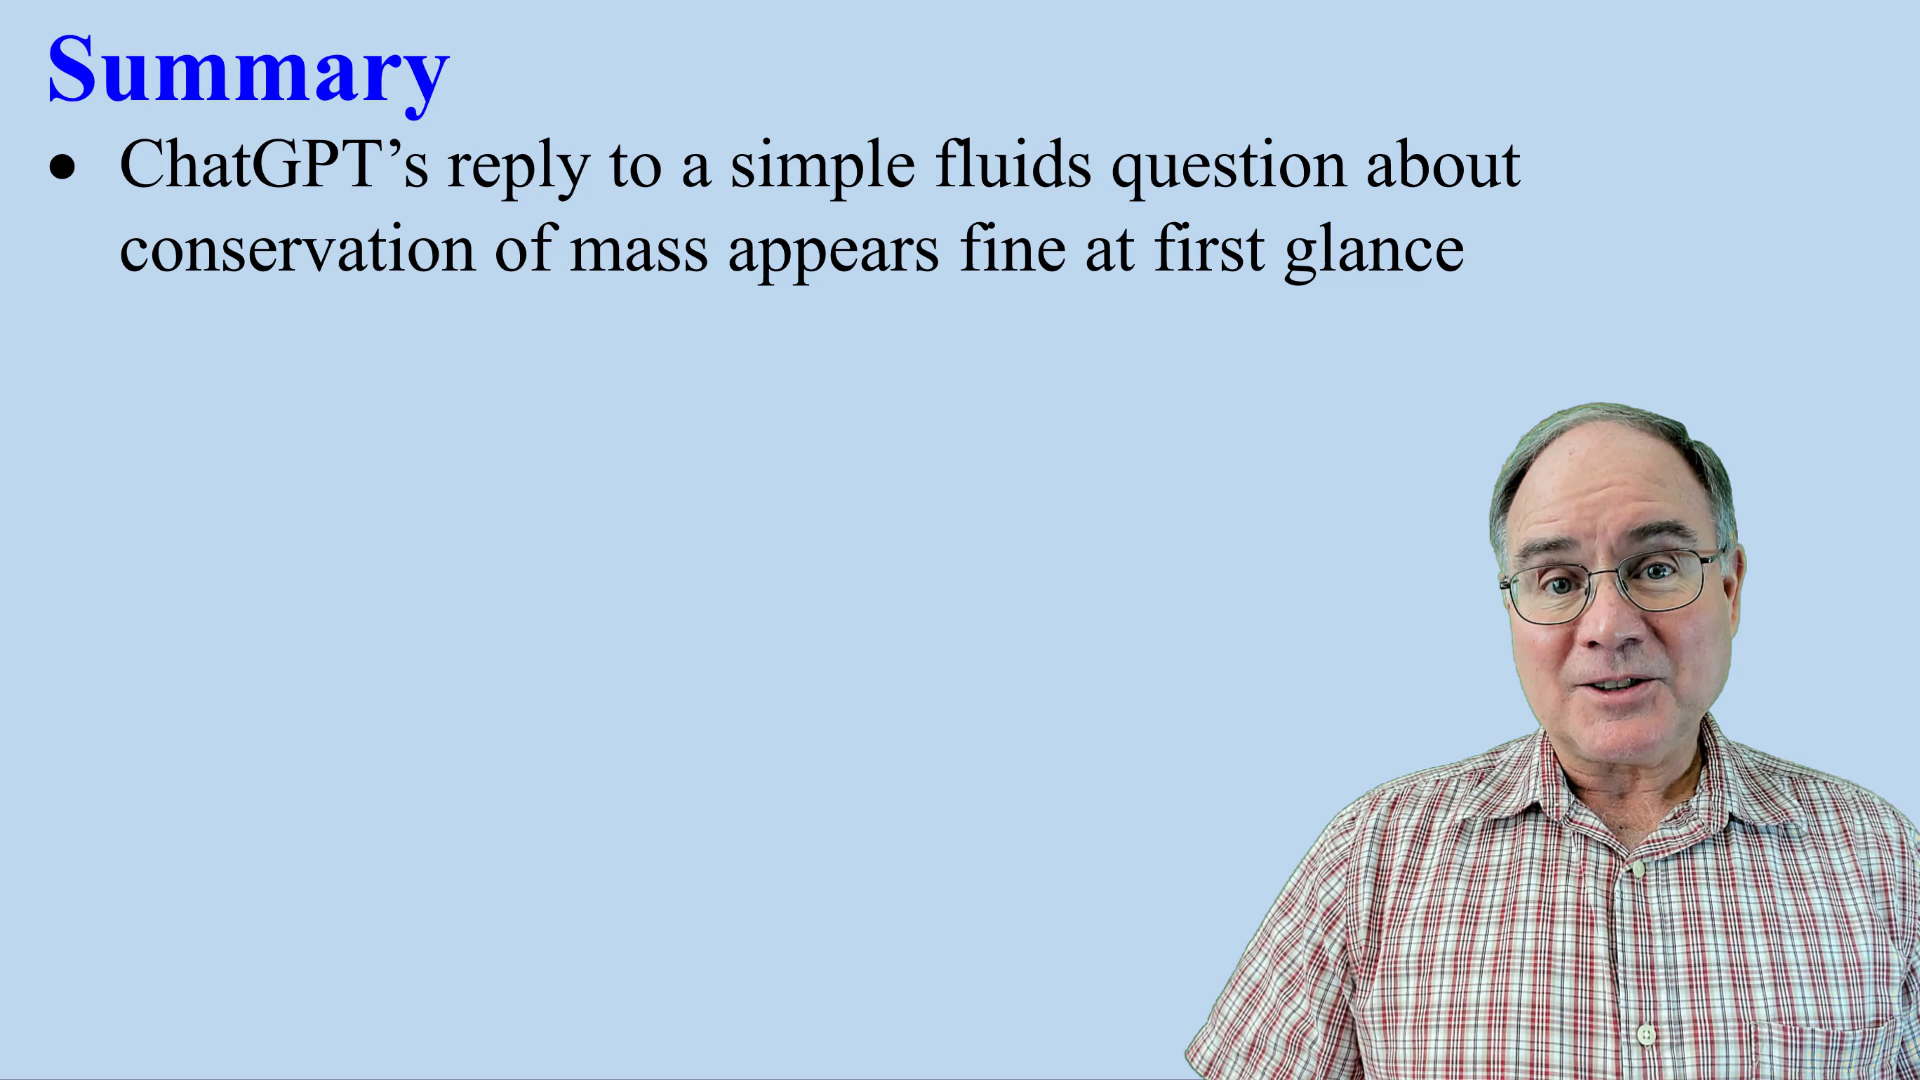 Summary
• ChatGPT’s reply to a simple fluids question about
conservation of mass appears fine at first glance